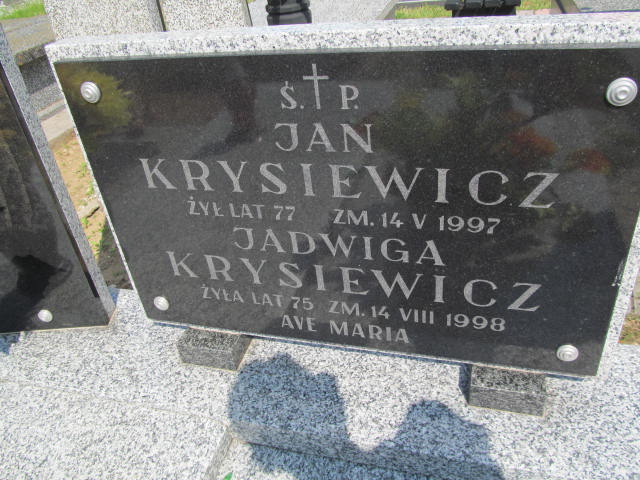 Ś. P.
JAN
KRYSIEWICZ
ŻYŁ LAT 77 ZM. 14 V 1997
JADWIGA
KRYSIEWICZ
ŻYŁA LAT 75 ZM. 14 VIII 1998
AVE MARIA